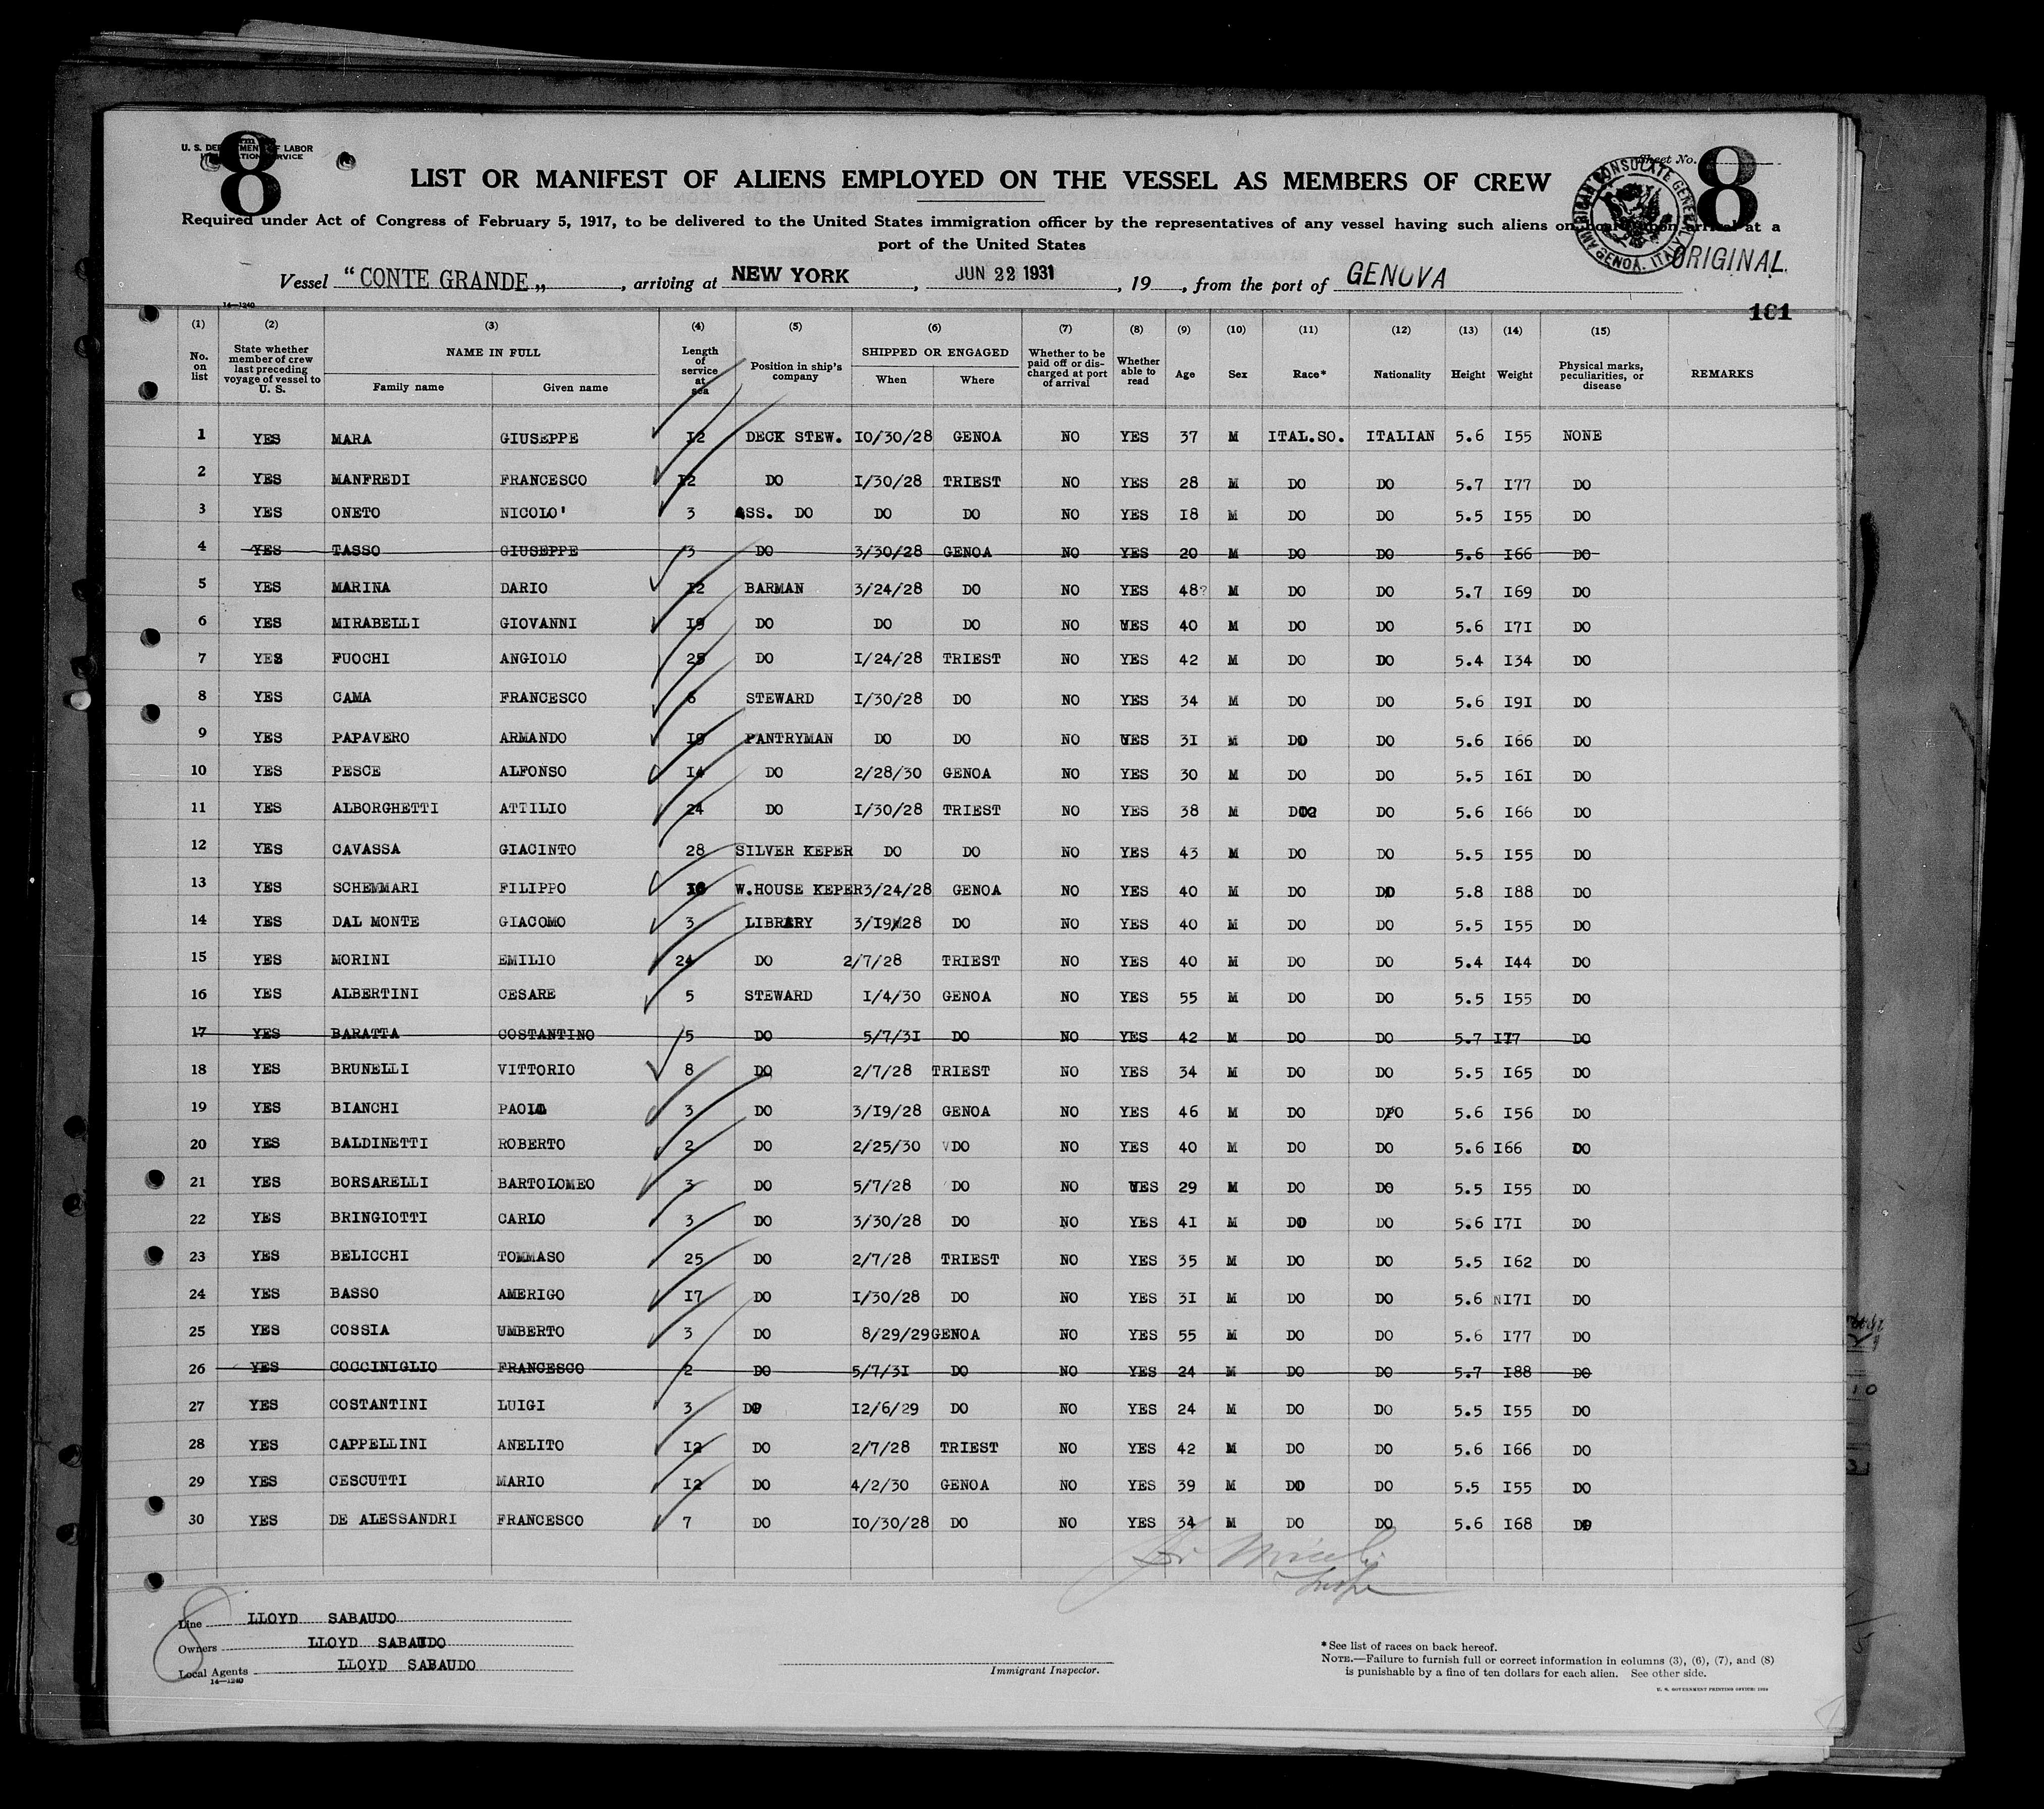 8
U. S. DEPARTMENT OF LABOR
Sheet No.
8
LIST OR MANIFEST OF ALIENS EMPLOYED ON THE VESSEL AS MEMBERS OF CREW
Required under Act of Congress of February 5, 1917, to be delivered to the United States immigration officer by the representatives of any vessel having such aliens on board upon arrival at a
port of the United States
AMERICAN CONSULATE GENERAL GENOA, ITALY
ORIGINAL
Vessel "CONTE GRANDE„, arriving at NEW YORK, JUN 22 1931, 19 , from the port of GENOVA
14—1240
161
(1) (2) (3) (4) (5) (6) (7) (8) (9) (10) (11) (12) (13) (14) (15)
No. on list State whether member of crew last preceding voyage of vessel to U. S. NAME IN FULL Family name Given name Length of service at sea Position in ship's company SHIPPED OR ENGAGED When Where Whether to be paid off or discharged at port of arrival Whether able to read Age Sex Race* Nationality Height Weight Physical marks, peculiarities, or disease REMARKS
1 YES MARA GIUSEPPE 12 DECK STEW. 10/30/28 GENOA NO YES 37 M ITAL.SO. ITALIAN 5.6 155 NONE
2 YES MANFREDI FRANCESCO 12 DO 1/30/28 TRIEST NO YES 28 M DO DO 5.7 177 DO
3 YES ONETO NICOLO' 3 ASS. DO DO DO NO YES 18 M DO DO 5.5 155 DO
4 YES TASSO GIUSEPPE 3 DO 3/30/28 GENOA NO YES 20 M DO DO 5.6 166 DO
5 YES MARINA DARIO 12 BARMAN 3/24/28 DO NO YES 48? M DO DO 5.7 169 DO
6 YES MIRABELLI GIOVANNI 19 DO DO DO NO YES 40 M DO DO 5.6 171 DO
7 YES FUOCHI ANGIOLO 25 DO 1/24/28 TRIEST NO YES 42 M DO DO 5.4 134 DO
8 YES CAMA FRANCESCO 6 STEWARD 1/30/28 DO NO YES 34 M DO DO 5.6 191 DO
9 YES PAPAVERO ARMANDO 19 PANTRYMAN DO DO NO YES 31 M DO DO 5.6 166 DO
10 YES PESCE ALFONSO 14 DO 2/28/30 GENOA NO YES 30 M DO DO 5.5 161 DO
11 YES ALBORGHETTI ATTILIO 24 DO 1/30/28 TRIEST NO YES 38 M DO DO 5.6 166 DO
12 YES CAVASSA GIACINTO 28 SILVER KEPER DO DO NO YES 43 M DO DO 5.5 155 DO
13 YES SCHEMMARI FILIPPO W.HOUSE KEPER 3/24/28 GENOA NO YES 40 M DO DO 5.8 188 DO
14 YES DAL MONTE GIACOMO 3 LIBRARY 3/19/28 DO NO YES 40 M DO DO 5.5 155 DO
15 YES MORINI EMILIO 24 DO 2/7/28 TRIEST NO YES 40 M DO DO 5.4 144 DO
16 YES ALBERTINI CESARE 5 STEWARD 1/4/30 GENOA NO YES 55 M DO DO 5.5 155 DO
17 YES BARATTA COSTANTINO 5 DO 5/7/31 DO NO YES 42 M DO DO 5.7 177 DO
18 YES BRUNELLI VITTORIO 8 DO 2/7/28 TRIEST NO YES 34 M DO DO 5.5 165 DO
19 YES BIANCHI PAOLO 3 DO 3/19/28 GENOA NO YES 46 M DO DO 5.6 156 DO
20 YES BALDINETTI ROBERTO 2 DO 2/25/30 DO NO YES 40 M DO DO 5.6 166 DO
21 YES BORSARELLI BARTOLOMEO 3 DO 5/7/28 DO NO YES 29 M DO DO 5.5 155 DO
22 YES BRINGIOTTI CARLO 3 DO 3/30/28 DO NO YES 41 M DO DO 5.6 171 DO
23 YES BELICCHI TOMMASO 25 DO 2/7/28 TRIEST NO YES 35 M DO DO 5.5 162 DO
24 YES BASSO AMERIGO 17 DO 1/30/28 DO NO YES 31 M DO DO 5.6 171 DO
25 YES COSSIA UMBERTO 3 DO 8/29/29 GENOA NO YES 55 M DO DO 5.6 177 DO
26 YES COCCINIGLIO FRANCESCO 2 DO 5/7/31 DO NO YES 24 M DO DO 5.7 188 DO
27 YES COSTANTINI LUIGI 3 DO 12/6/29 DO NO YES 24 M DO DO 5.5 155 DO
28 YES CAPPELLINI ANELITO 12 DO 2/7/28 TRIEST NO YES 42 M DO DO 5.6 166 DO
29 YES CESCUTTI MARIO 12 DO 4/2/30 GENOA NO YES 39 M DO DO 5.5 155 DO
30 YES DE ALESSANDRI FRANCESCO 7 DO 10/30/28 DO NO YES 34 M DO DO 5.6 168 DO
Line LLOYD SABAUDO
Owners LLOYD SABAUDO
Local Agents LLOYD SABAUDO
14—1240
Immigrant Inspector.
*See list of races on back hereof.
NOTE.—Failure to furnish full or correct information in columns (3), (6), (7), and (8)
is punishable by a fine of ten dollars for each alien. See other side.
U. S. GOVERNMENT PRINTING OFFICE: